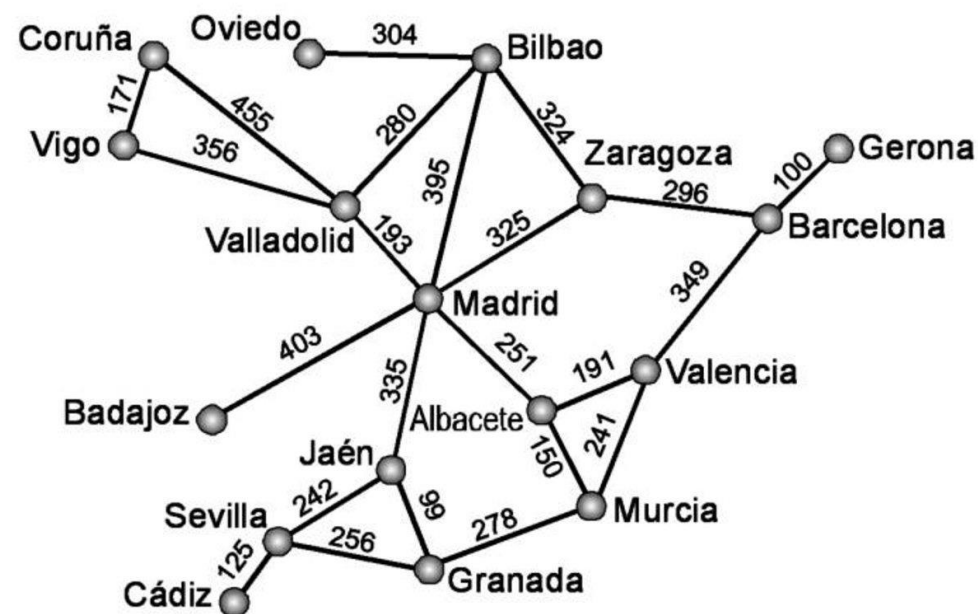 Coruña
Oviedo
304
Bilbao
171
455
280
324
Vigo
356
395
Zaragoza
100
Gerona
296
Valladolid
193
325
Barcelona
349
Madrid
403
251
335
191
Valencia
Badajoz
Albacete
150
241
Jaén
242
99
Sevilla
278
Murcia
125
256
Granada
Cádiz